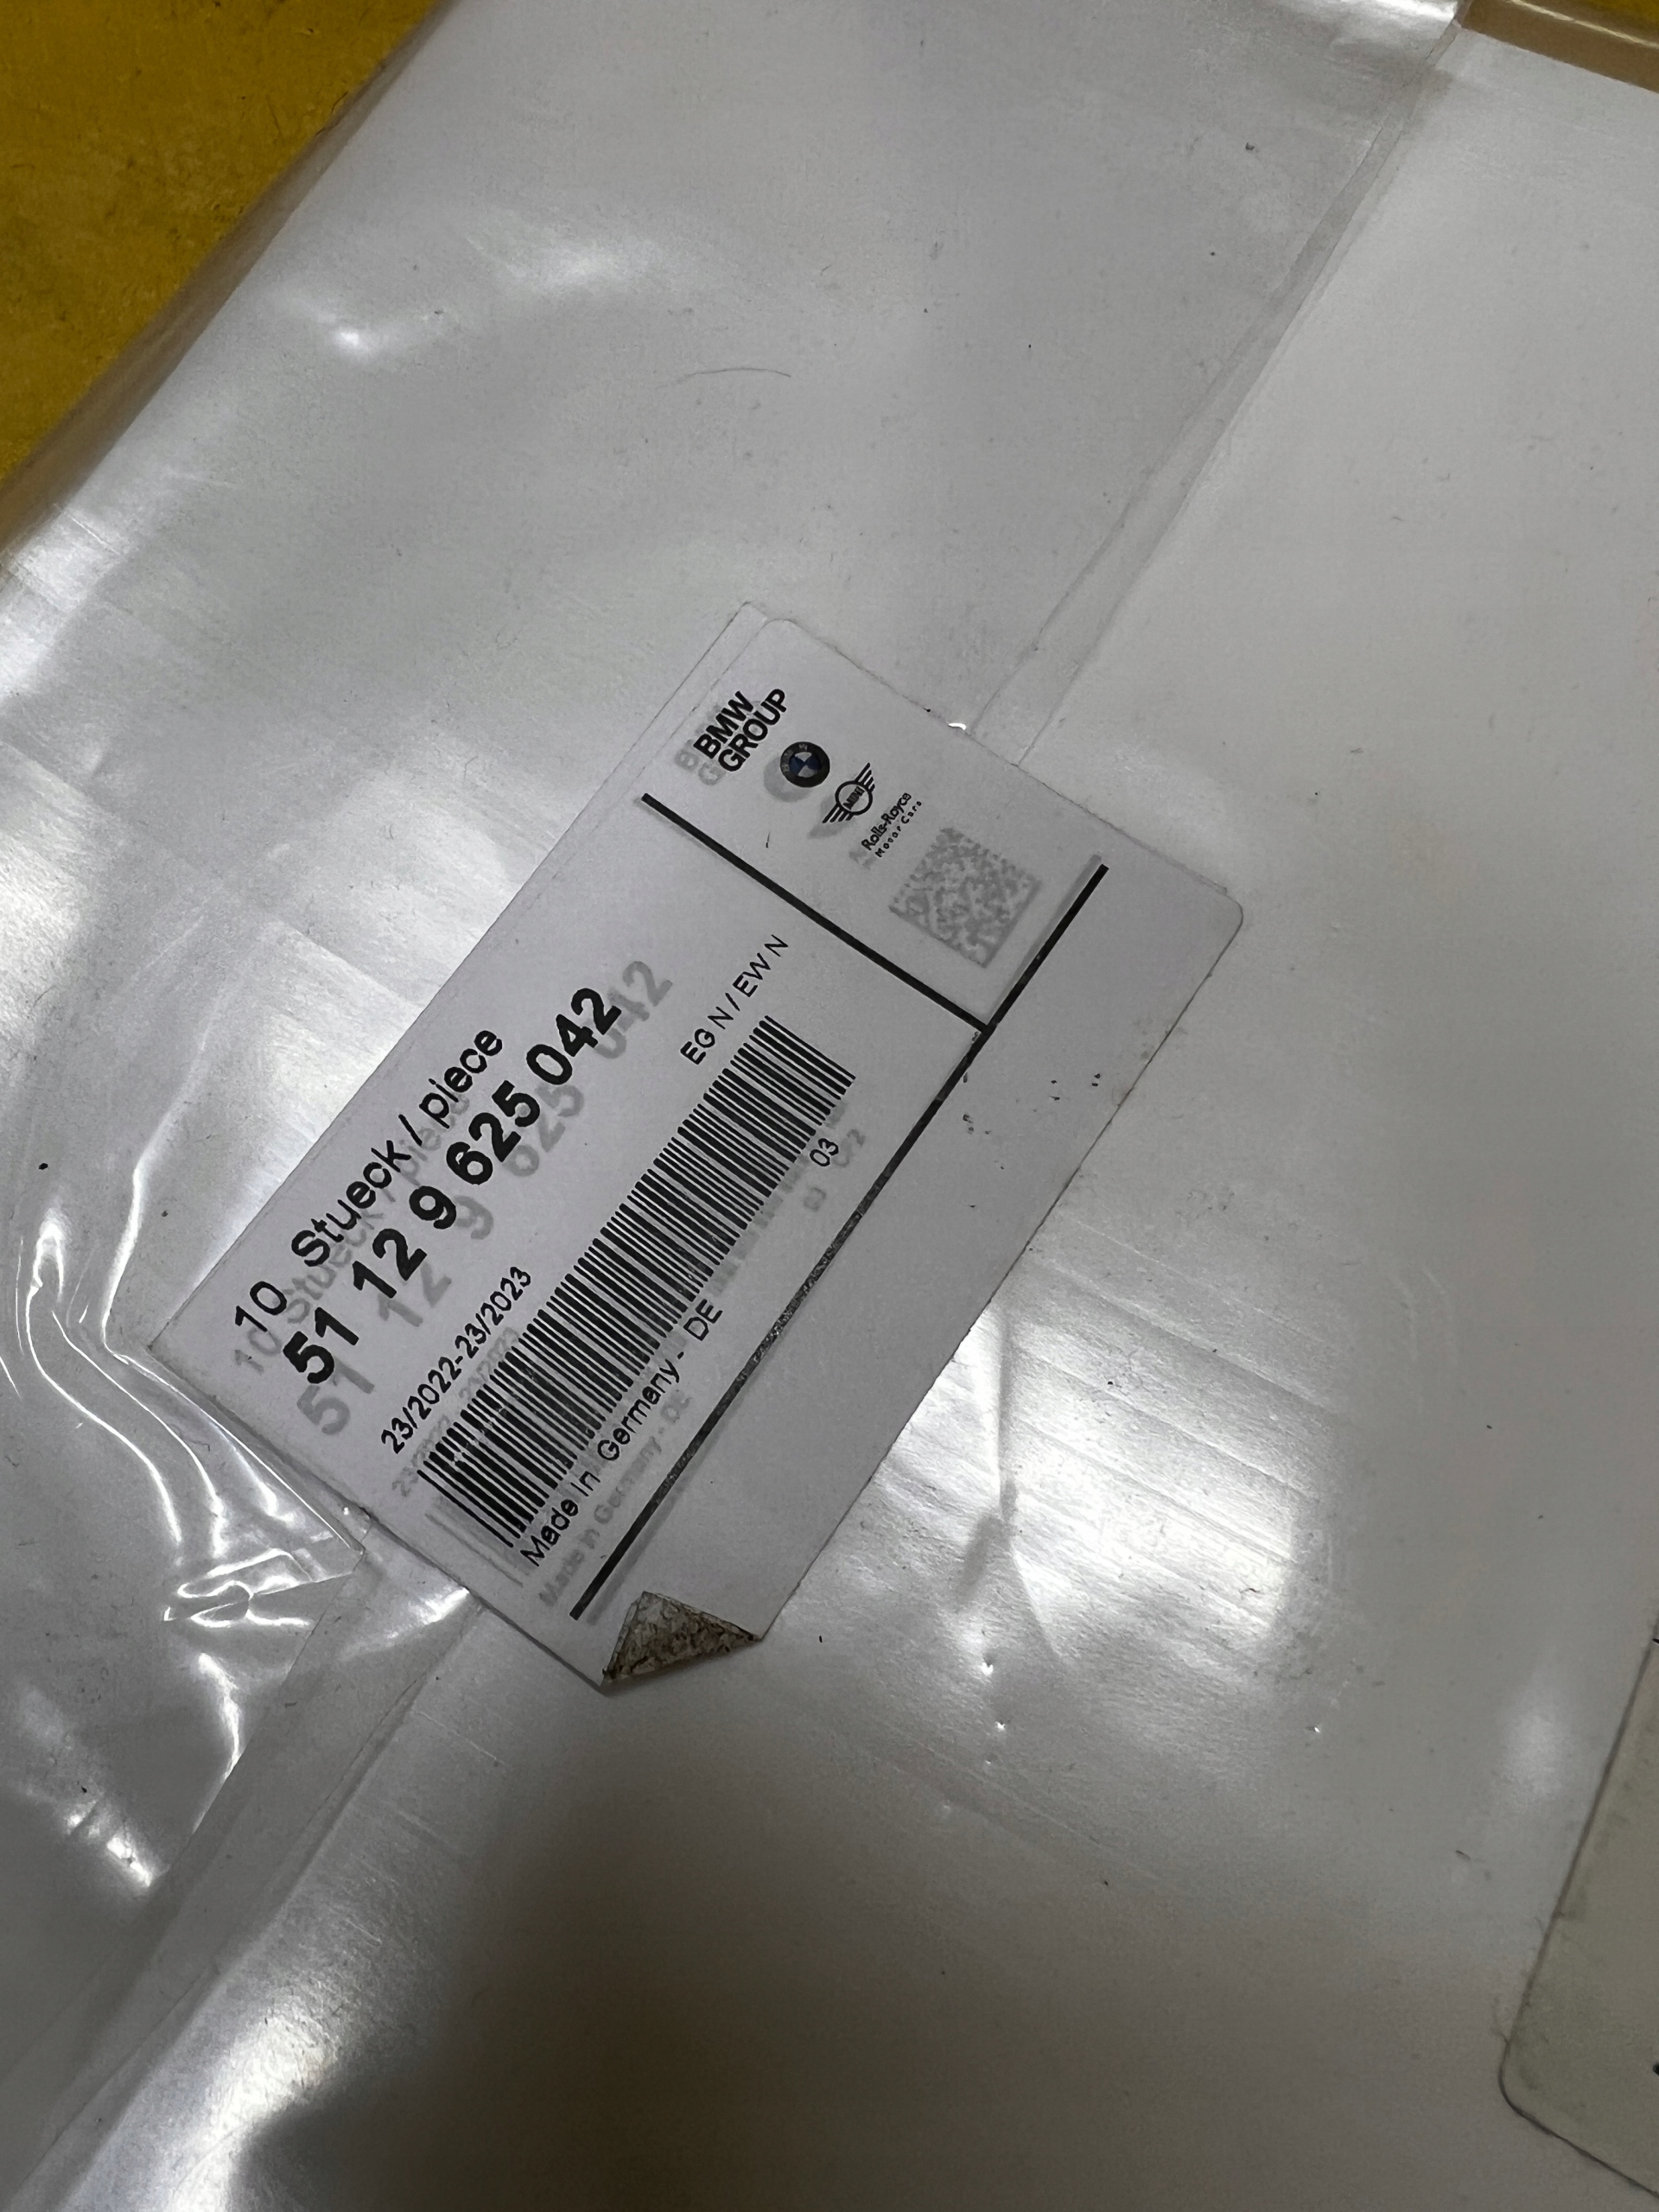 10 Stueck / piece
51 12 9 625 042
23/2022-23/2023
EG N / EW N
03
Made in Germany - DE
BMW
GROUP
MINI
Rolls-Royce
Motor Cars